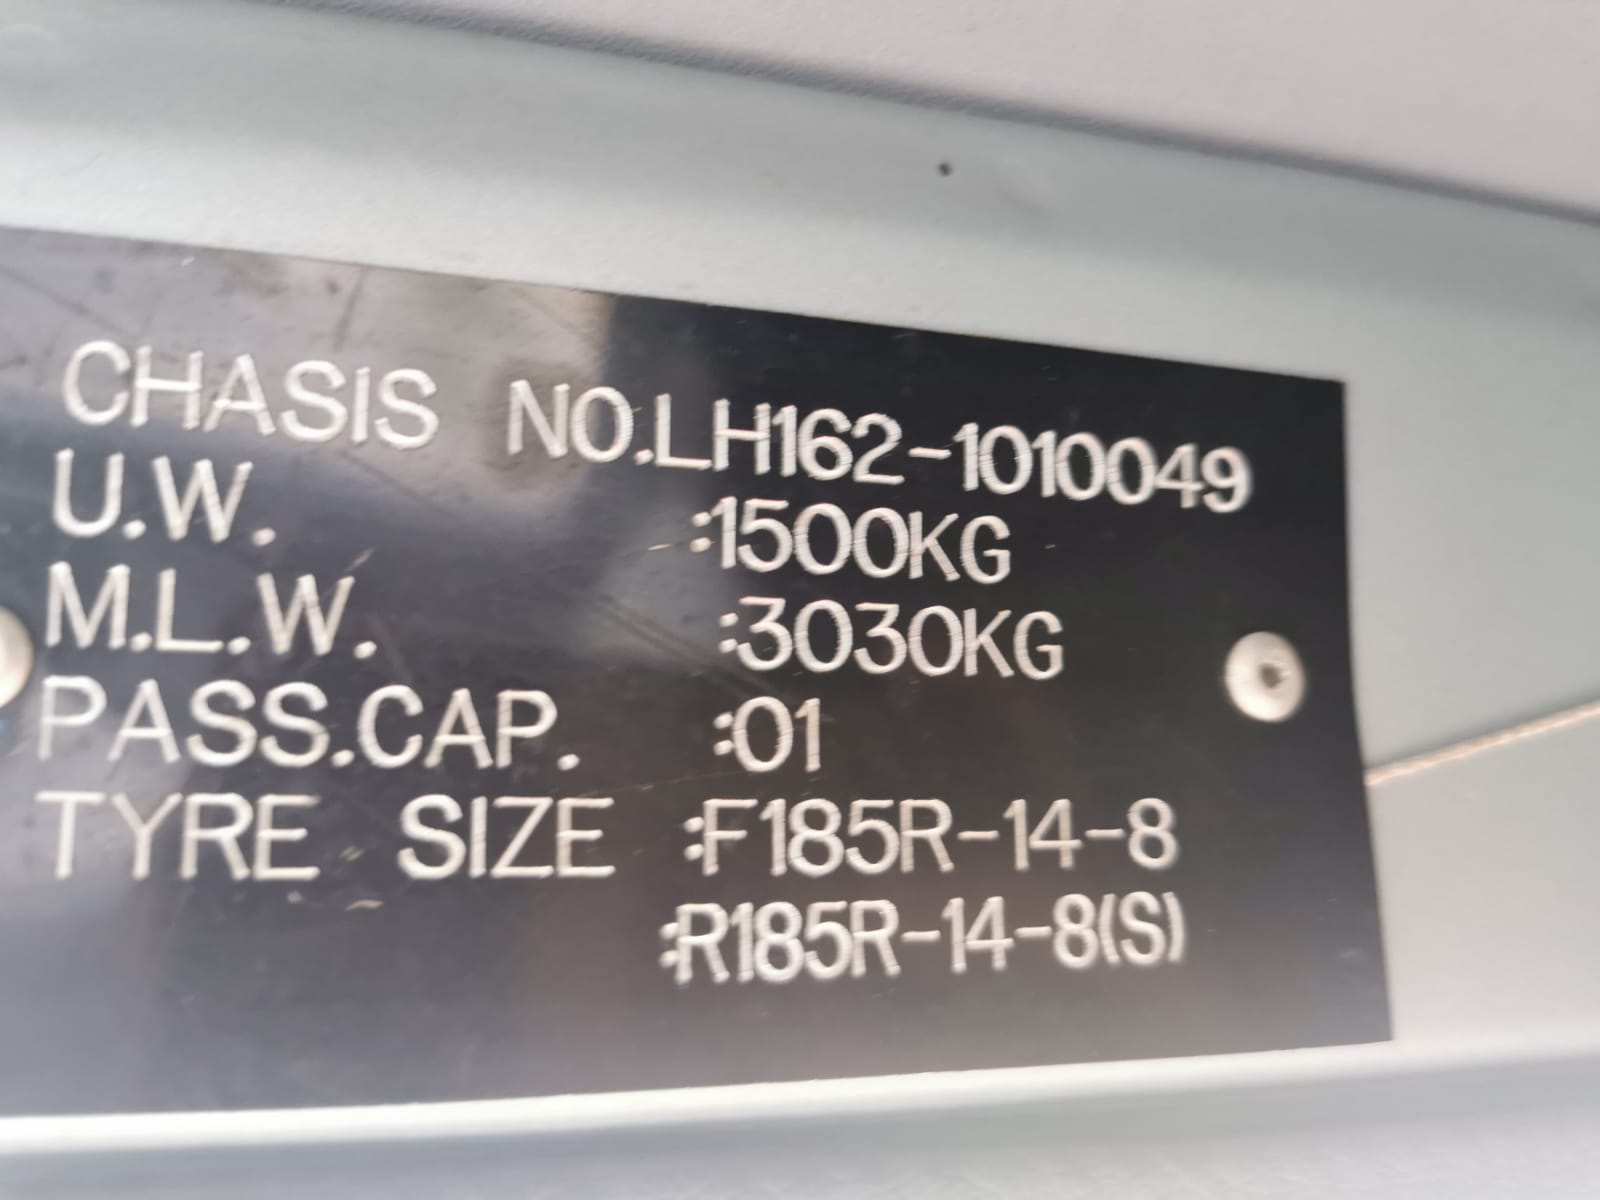 CHASIS NO.LH162-1010049
U.W. :1500KG
M.L.W. :3030KG
PASS.CAP. :01
TYRE SIZE :F185R-14-8
:R185R-14-8(S)